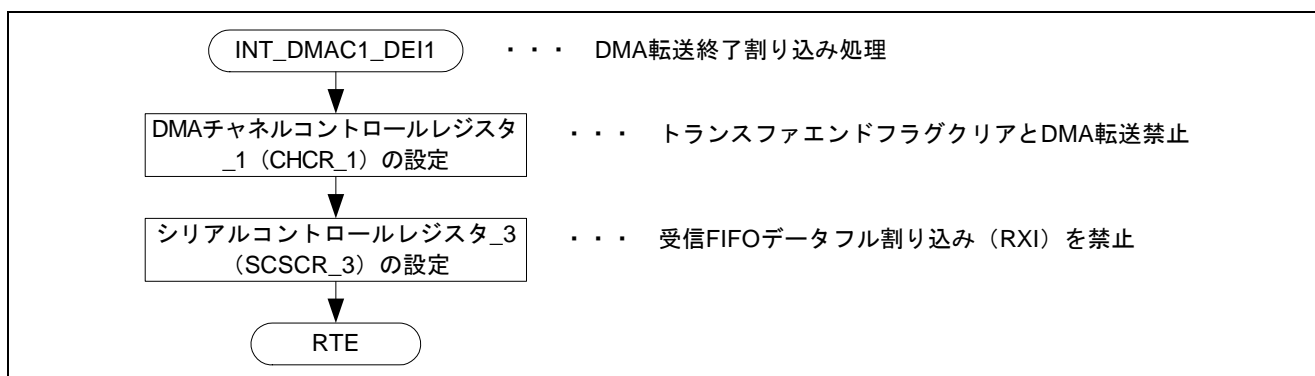 INT_DMAC1_DEI1 ・・・ DMA転送終了割り込み処理
DMAチャネルコントロールレジスタ
_1（CHCR_1）の設定
・・・ トランスファエンドフラグクリアとDMA転送禁止
シリアルコントロールレジスタ_3
（SCSCR_3）の設定
・・・ 受信FIFOデータフル割り込み（RXI）を禁止
RTE